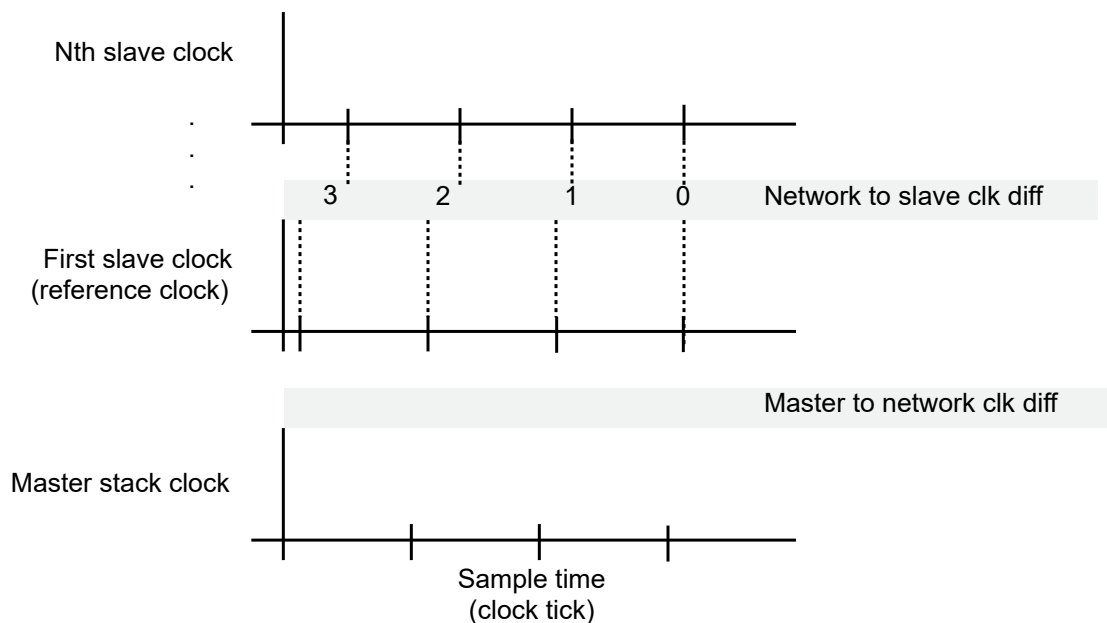 Nth slave clock
.
.
.
3 2 1 0 Network to slave clk diff
First slave clock
(reference clock)
Master to network clk diff
Master stack clock
Sample time
(clock tick)